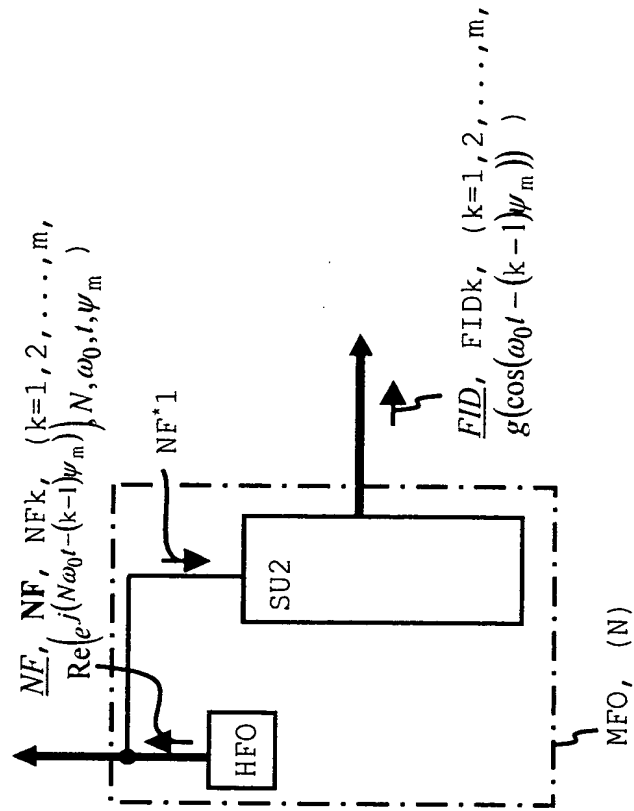 NF, NF, NFk, (k=1,2,...,m,
Re(e^j(Nω₀t-(k-1)ψₘ)),N,ω₀,t,ψₘ )
NF*1
HFO
SU2
FID, FIDk, (k=1,2,...,m,
g(cos(ω₀t-(k-1)ψₘ)) )
MFO, (N)